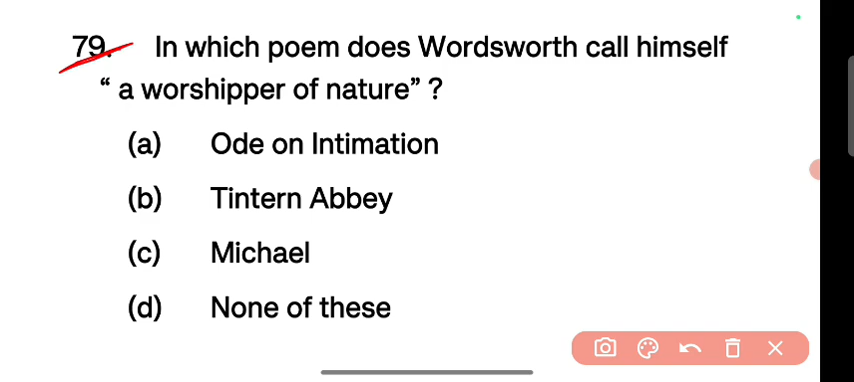 79. In which poem does Wordsworth call himself
“ a worshipper of nature” ?
(a) Ode on Intimation
(b) Tintern Abbey
(c) Michael
(d) None of these